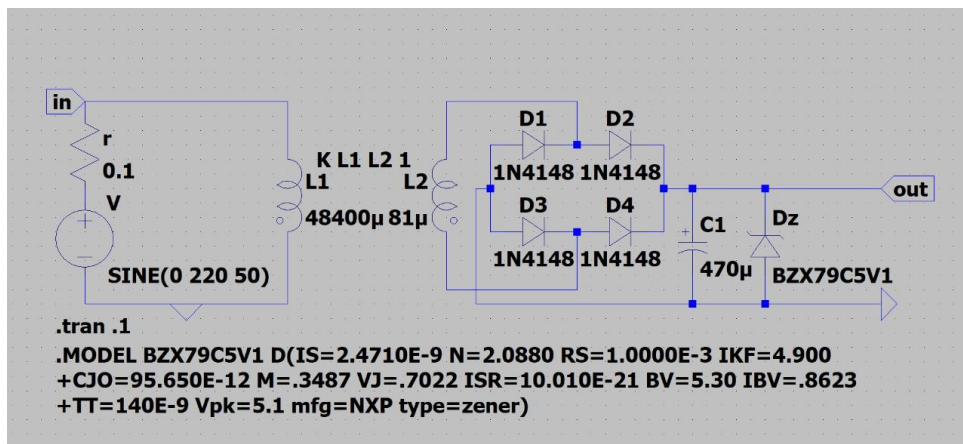 in
r
0.1
V
SINE(0 220 50)
K L1 L2 1
L1
L2
48400µ
81µ
D1
D2
1N4148
1N4148
D3
D4
1N4148
1N4148
C1
+
470µ
Dz
BZX79C5V1
out
.tran .1
.MODEL BZX79C5V1 D(IS=2.4710E-9 N=2.0880 RS=1.0000E-3 IKF=4.900
+CJO=95.650E-12 M=.3487 VJ=.7022 ISR=10.010E-21 BV=5.30 IBV=.8623
+TT=140E-9 Vpk=5.1 mfg=NXP type=zener)